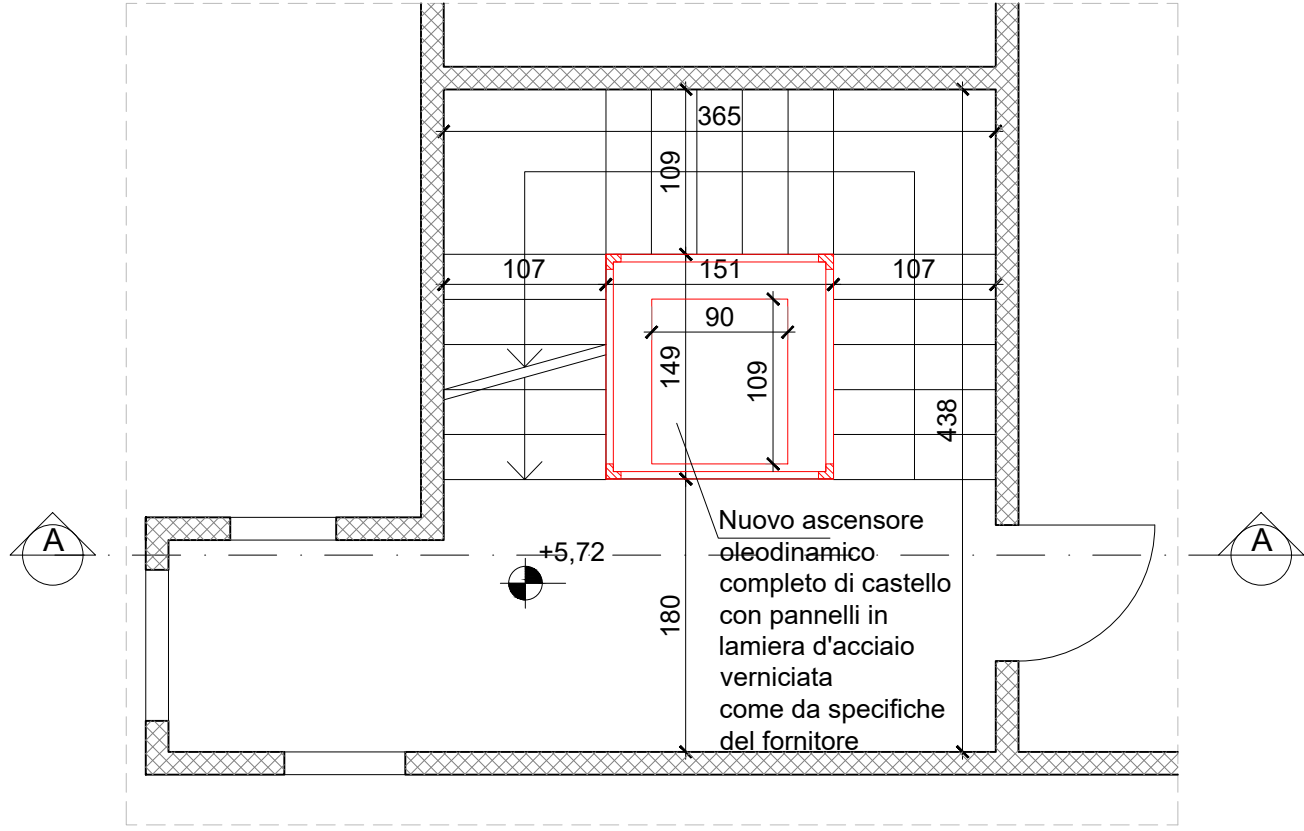 365
109
107
151
107
90
149
109
438
Nuovo ascensore
oleodinamico
completo di castello
con pannelli in
lamiera d'acciaio
verniciata
come da specifiche
del fornitore
A
+5,72
A
180